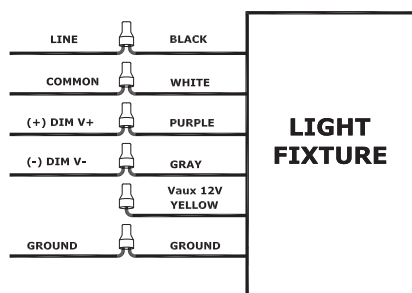 LINE BLACK
COMMON WHITE
(+) DIM V+ PURPLE
(-) DIM V- GRAY
Vaux 12V
YELLOW
GROUND GROUND
LIGHT
FIXTURE